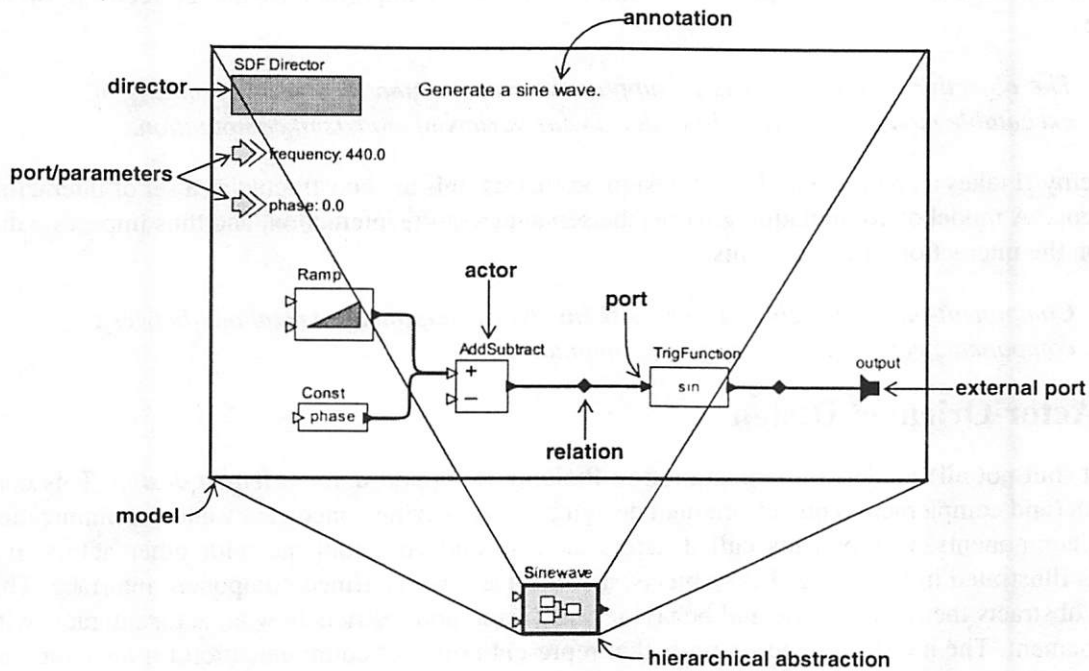 annotation
SDF Director
director
Generate a sine wave.
port/parameters
frequency: 440.0
phase: 0.0
Ramp
actor
port
AddSubtract
TrigFunction
output
+
sin
Const
–
external port
phase
relation
model
Sinewave
hierarchical abstraction